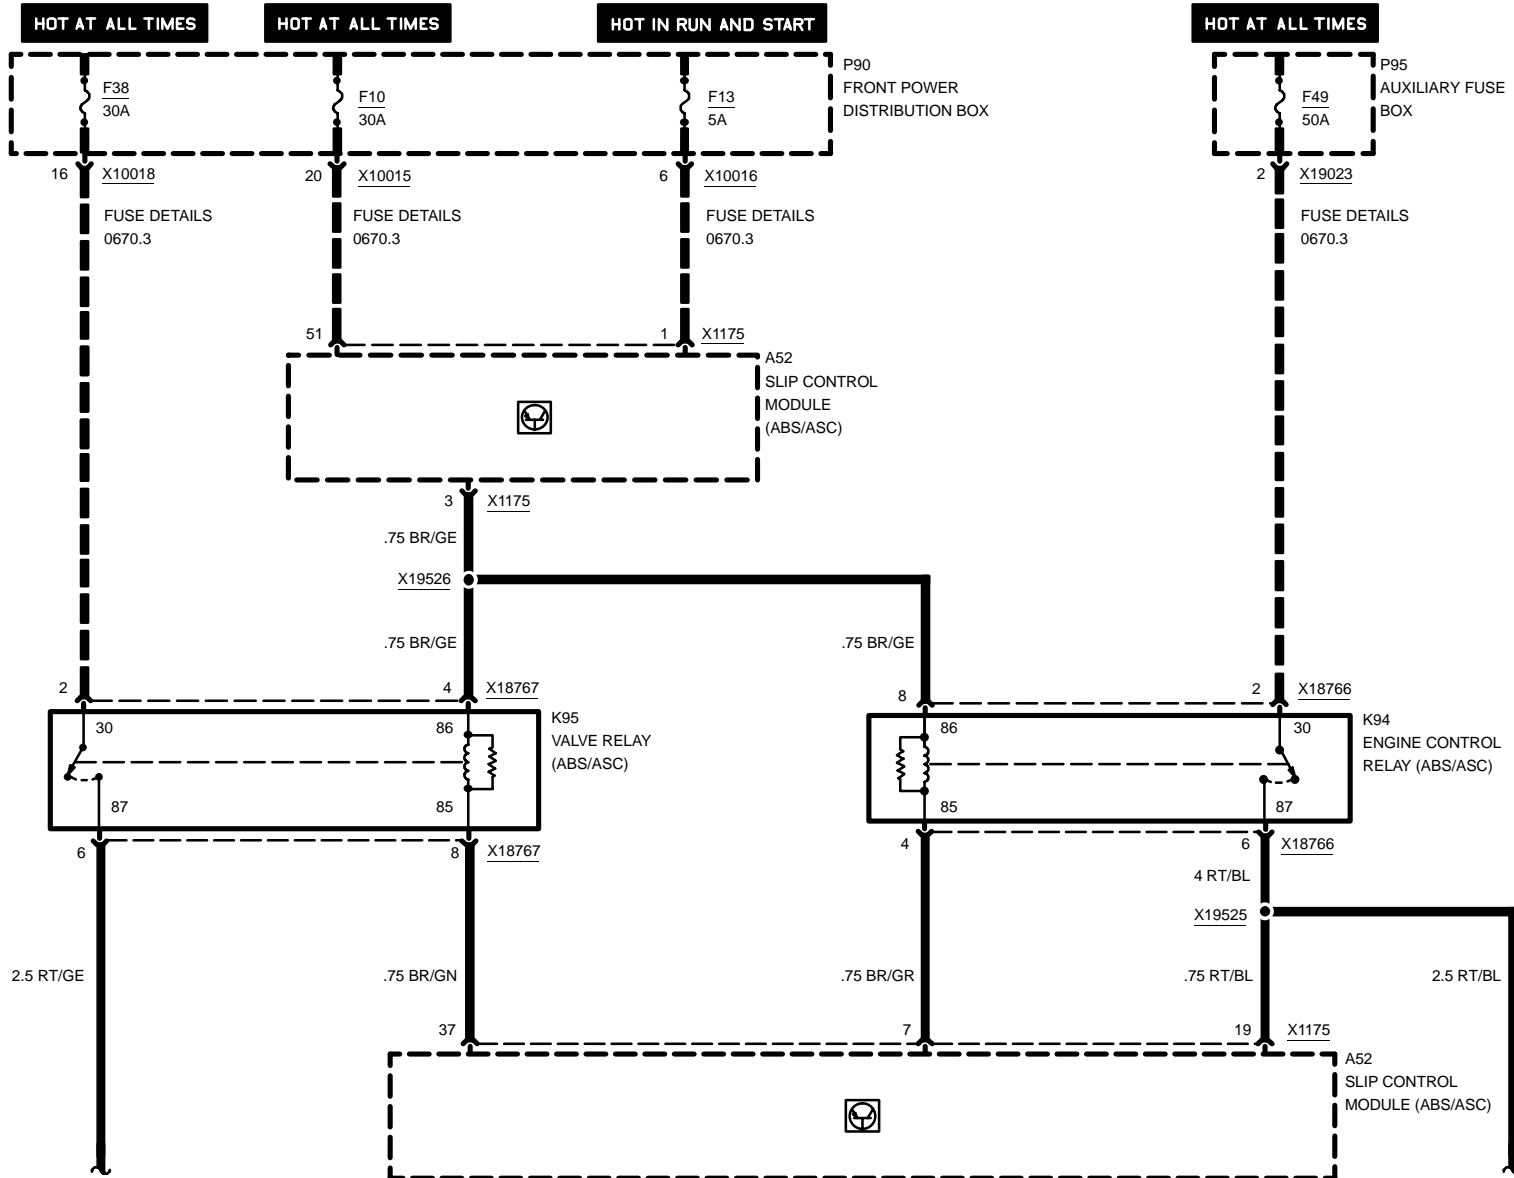 HOT AT ALL TIMES
HOT AT ALL TIMES
HOT IN RUN AND START
HOT AT ALL TIMES
F38
30A
F10
30A
F13
5A
P90
FRONT POWER
DISTRIBUTION BOX
F49
50A
P95
AUXILIARY FUSE
BOX
16 X10018
20 X10015
6 X10016
2 X19023
FUSE DETAILS
0670.3
FUSE DETAILS
0670.3
FUSE DETAILS
0670.3
FUSE DETAILS
0670.3
51
1 X1175
A52
SLIP CONTROL
MODULE
(ABS/ASC)
3 X1175
.75 BR/GE
X19526
.75 BR/GE
.75 BR/GE
2
4 X18767
8
2 X18766
30
86
K95
VALVE RELAY
(ABS/ASC)
87
85
86
30
K94
ENGINE CONTROL
RELAY (ABS/ASC)
85
87
6
8 X18767
4
6 X18766
4 RT/BL
X19525
2.5 RT/GE
.75 BR/GN
.75 BR/GR
.75 RT/BL
2.5 RT/BL
37
7
19 X1175
A52
SLIP CONTROL
MODULE (ABS/ASC)